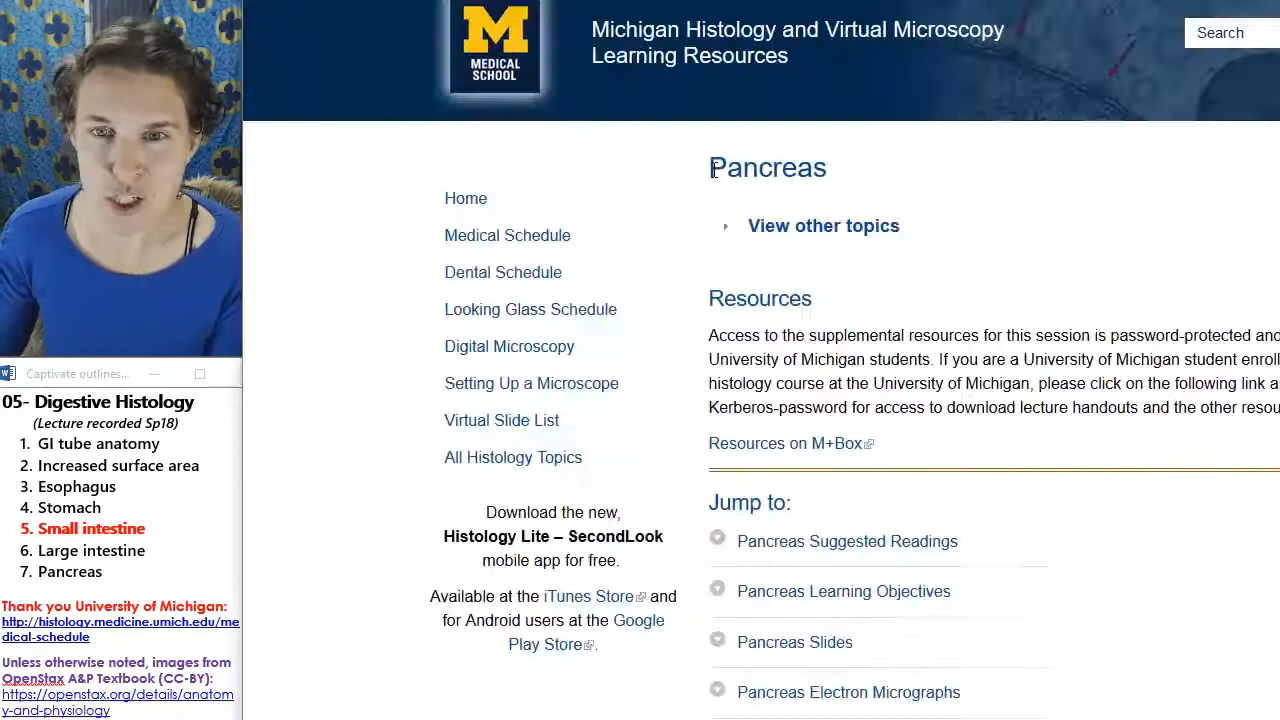 M
MEDICAL
SCHOOL
Michigan Histology and Virtual Microscopy
Learning Resources
Search
Pancreas
View other topics
Home
Medical Schedule
Dental Schedule
Looking Glass Schedule
Digital Microscopy
Setting Up a Microscope
Virtual Slide List
All Histology Topics
Download the new,
Histology Lite – SecondLook
mobile app for free.
Available at the iTunes Store and
for Android users at the Google
Play Store.
Resources
Access to the supplemental resources for this session is password-protected and
University of Michigan students. If you are a University of Michigan student enroll
histology course at the University of Michigan, please click on the following link a
Kerberos-password for access to download lecture handouts and the other resou
Resources on M+Box
Jump to:
Pancreas Suggested Readings
Pancreas Learning Objectives
Pancreas Slides
Pancreas Electron Micrographs
Captivate outlines...
05- Digestive Histology
(Lecture recorded Sp18)
1. GI tube anatomy
2. Increased surface area
3. Esophagus
4. Stomach
5. Small intestine
6. Large intestine
7. Pancreas
Thank you University of Michigan:
http://histology.medicine.umich.edu/me
dical-schedule
Unless otherwise noted, images from
OpenStax A&P Textbook (CC-BY):
https://openstax.org/details/anatom
y-and-physiology